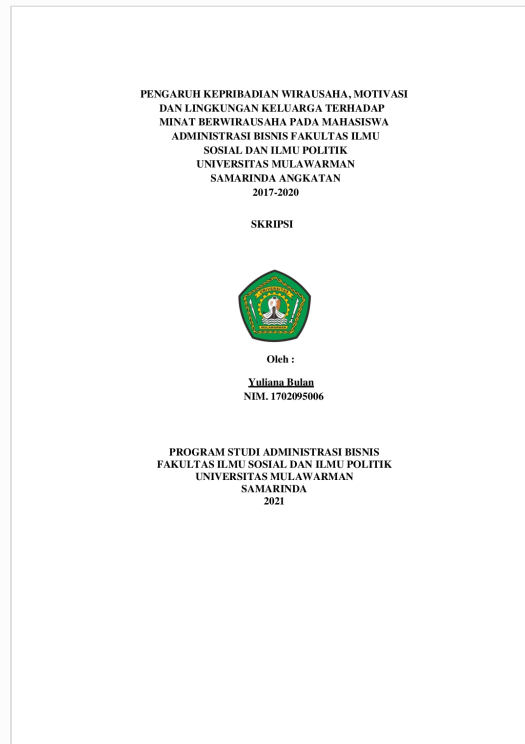 PENGARUH KEPRIBADIAN WIRAUSAHA, MOTIVASI
DAN LINGKUNGAN KELUARGA TERHADAP
MINAT BERWIRAUSAHA PADA MAHASISWA
ADMINISTRASI BISNIS FAKULTAS ILMU
SOSIAL DAN ILMU POLITIK
UNIVERSITAS MULAWARMAN
SAMARINDA ANGKATAN
2017-2020
SKRIPSI
UNIVERSITAS
MULAWARMAN
Oleh :
Yuliana Bulan
NIM. 1702095006
PROGRAM STUDI ADMINISTRASI BISNIS
FAKULTAS ILMU SOSIAL DAN ILMU POLITIK
UNIVERSITAS MULAWARMAN
SAMARINDA
2021